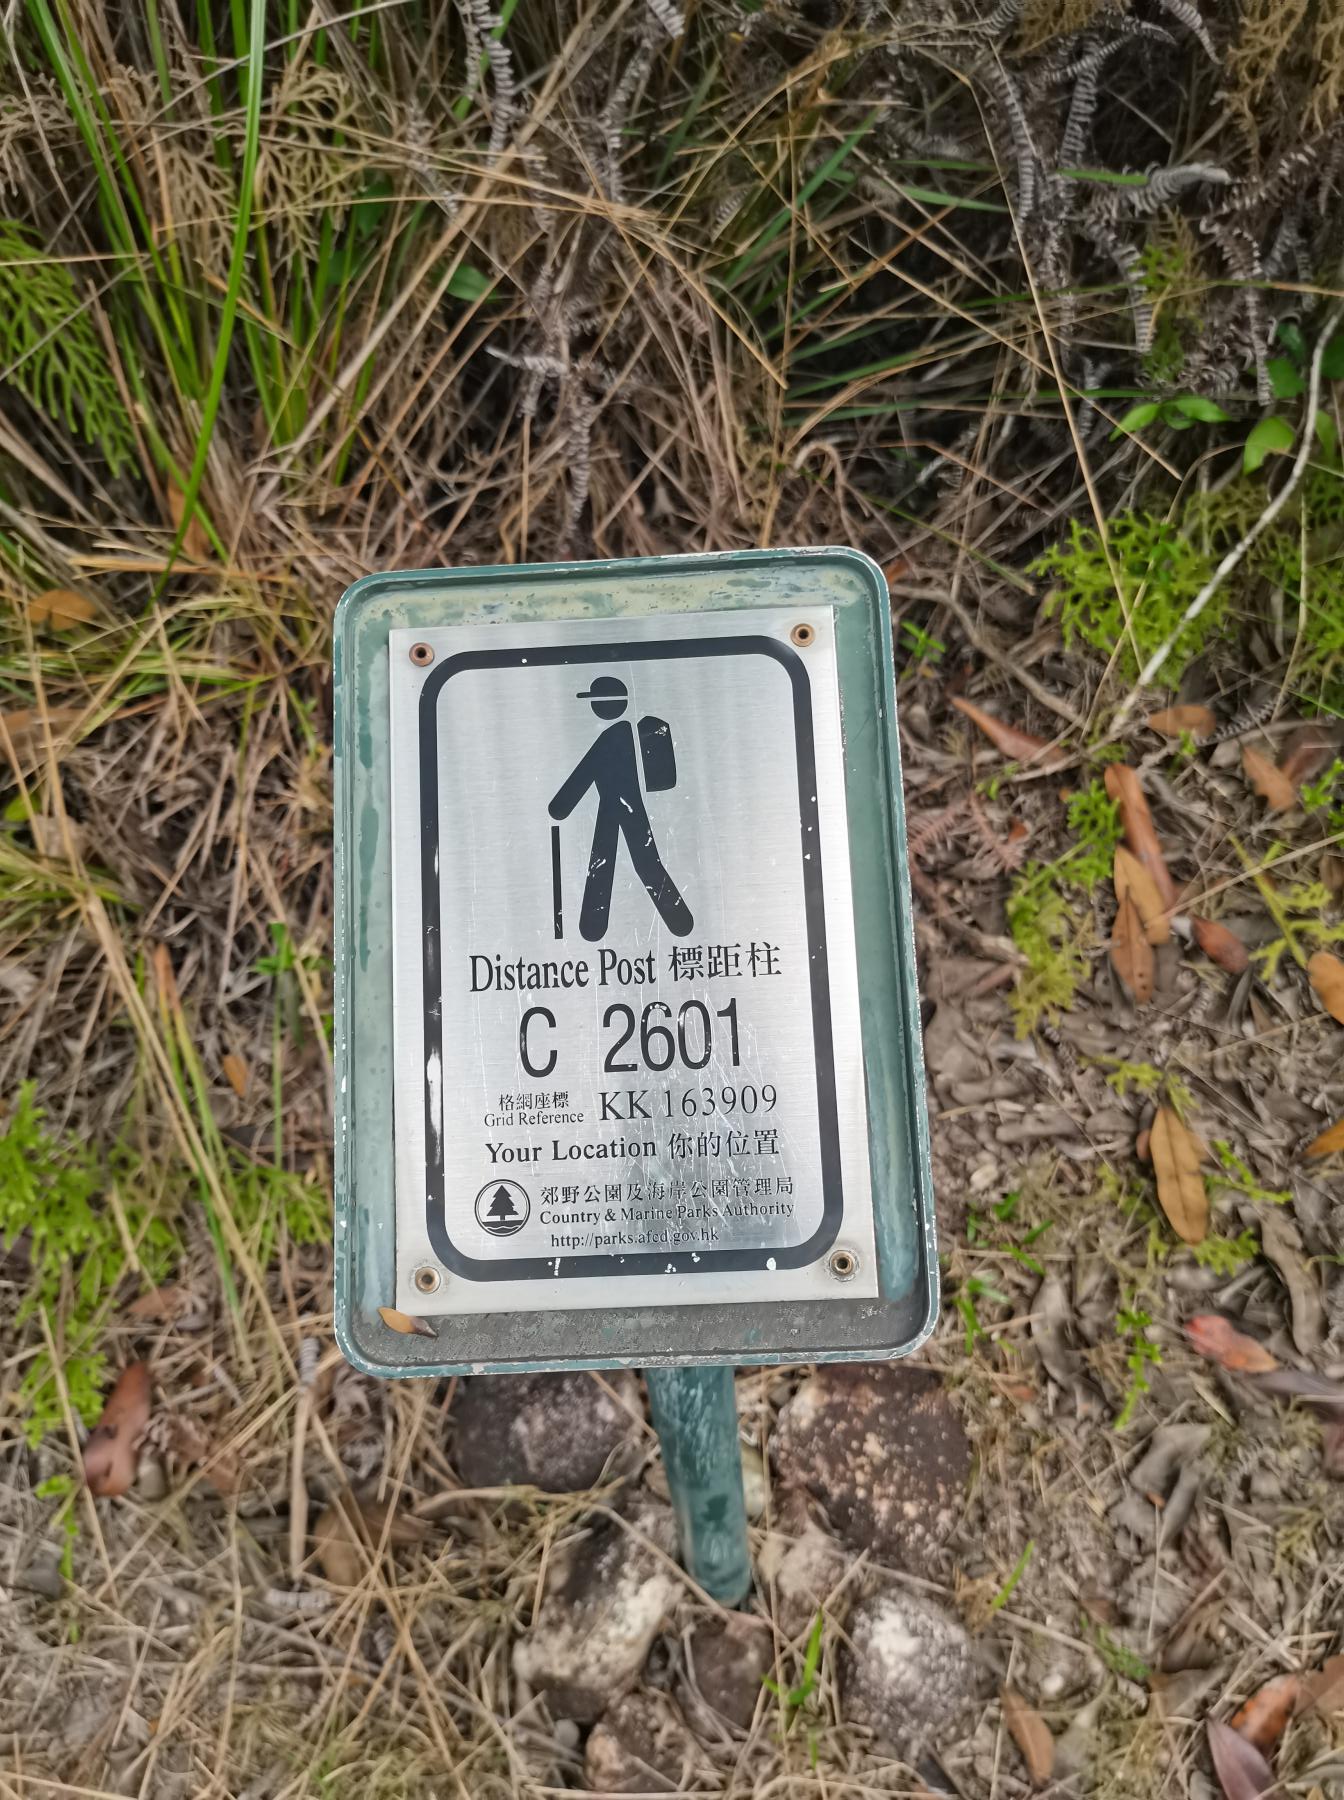 Distance Post 標距柱
C 2601
格網座標
Grid Reference KK 163909
Your Location 你的位置
郊野公園及海岸公園管理局
Country & Marine Parks Authority
http://parks.afcd.gov.hk